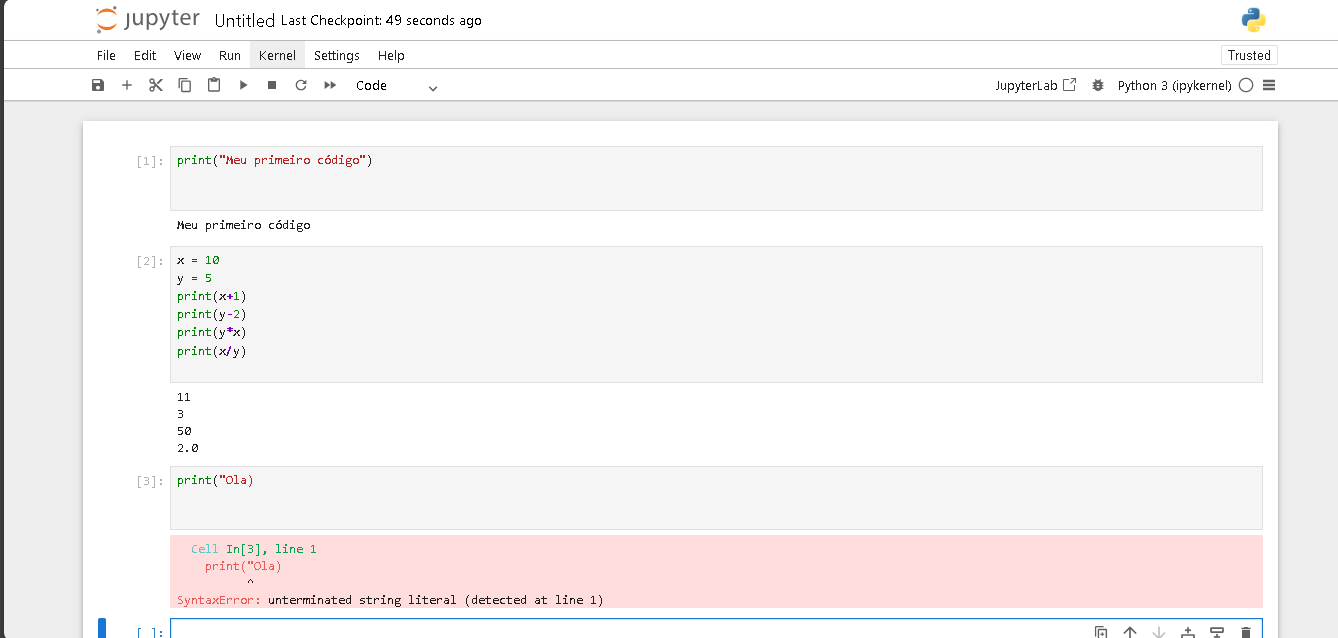 jupyter Untitled Last Checkpoint: 49 seconds ago
File Edit View Run Kernel Settings Help Trusted
Code JupyterLab Python 3 (ipykernel)
[1]: print("Meu primeiro código")
Meu primeiro código
[2]: x = 10
y = 5
print(x+1)
print(y-2)
print(y*x)
print(x/y)
11
3
50
2.0
[3]: print("Ola)
Cell In[3], line 1
print("Ola)
^
SyntaxError: unterminated string literal (detected at line 1)
[ ]: